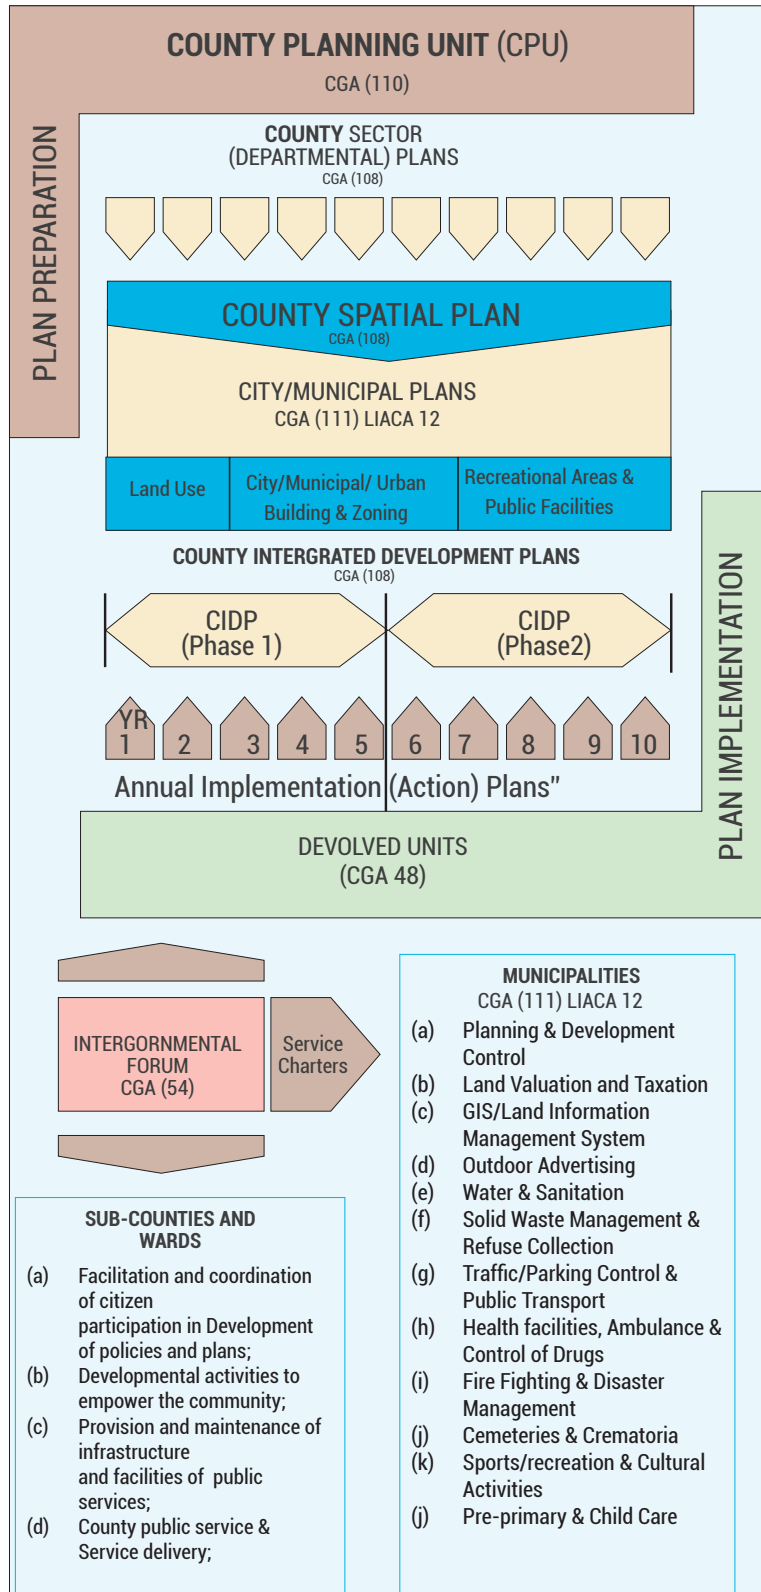 COUNTY PLANNING UNIT (CPU)
CGA (110)
PLAN PREPARATION
COUNTY SECTOR
(DEPARTMENTAL) PLANS
CGA (108)
COUNTY SPATIAL PLAN
CGA (108)
CITY/MUNICIPAL PLANS
CGA (111) LIACA 12
Land Use
City/Municipal/ Urban
Building & Zoning
Recreational Areas &
Public Facilities
COUNTY INTERGRATED DEVELOPMENT PLANS
CGA (108)
CIDP
(Phase 1)
CIDP
(Phase2)
YR
1 2 3 4 5 6 7 8 9 10
Annual Implementation (Action) Plans"
PLAN IMPLEMENTATION
DEVOLVED UNITS
(CGA 48)
INTERGORNMENTAL
FORUM
CGA (54)
Service
Charters
SUB-COUNTIES AND
WARDS
(a) Facilitation and coordination
of citizen
participation in Development
of policies and plans;
(b) Developmental activities to
empower the community;
(c) Provision and maintenance of
infrastructure
and facilities of public
services;
(d) County public service &
Service delivery;
MUNICIPALITIES
CGA (111) LIACA 12
(a) Planning & Development
Control
(b) Land Valuation and Taxation
(c) GIS/Land Information
Management System
(d) Outdoor Advertising
(e) Water & Sanitation
(f) Solid Waste Management &
Refuse Collection
(g) Traffic/Parking Control &
Public Transport
(h) Health facilities, Ambulance &
Control of Drugs
(i) Fire Fighting & Disaster
Management
(j) Cemeteries & Crematoria
(k) Sports/recreation & Cultural
Activities
(j) Pre-primary & Child Care